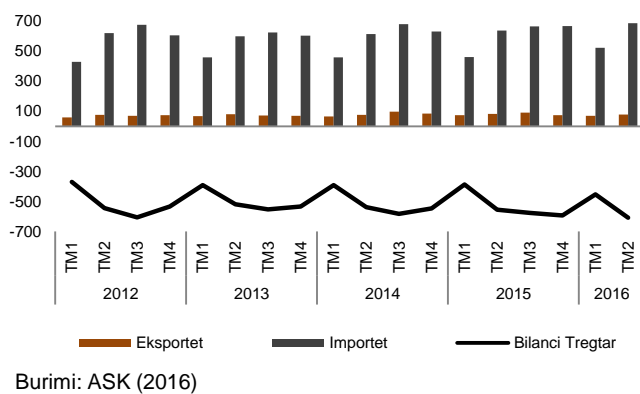 700
500
300
100
-100
-300
-500
-700
TM1 TM2 TM3 TM4 TM1 TM2 TM3 TM4 TM1 TM2 TM3 TM4 TM1 TM2 TM3 TM4 TM1 TM2
2012 2013 2014 2015 2016
Eksportet Importet Bilanci Tregtar
Burimi: ASK (2016)